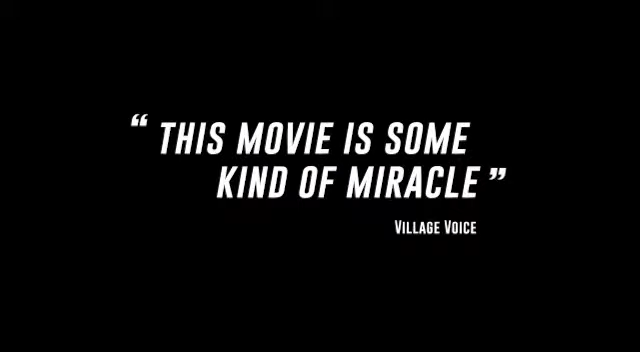 “ THIS MOVIE IS SOME
KIND OF MIRACLE ”
VILLAGE VOICE